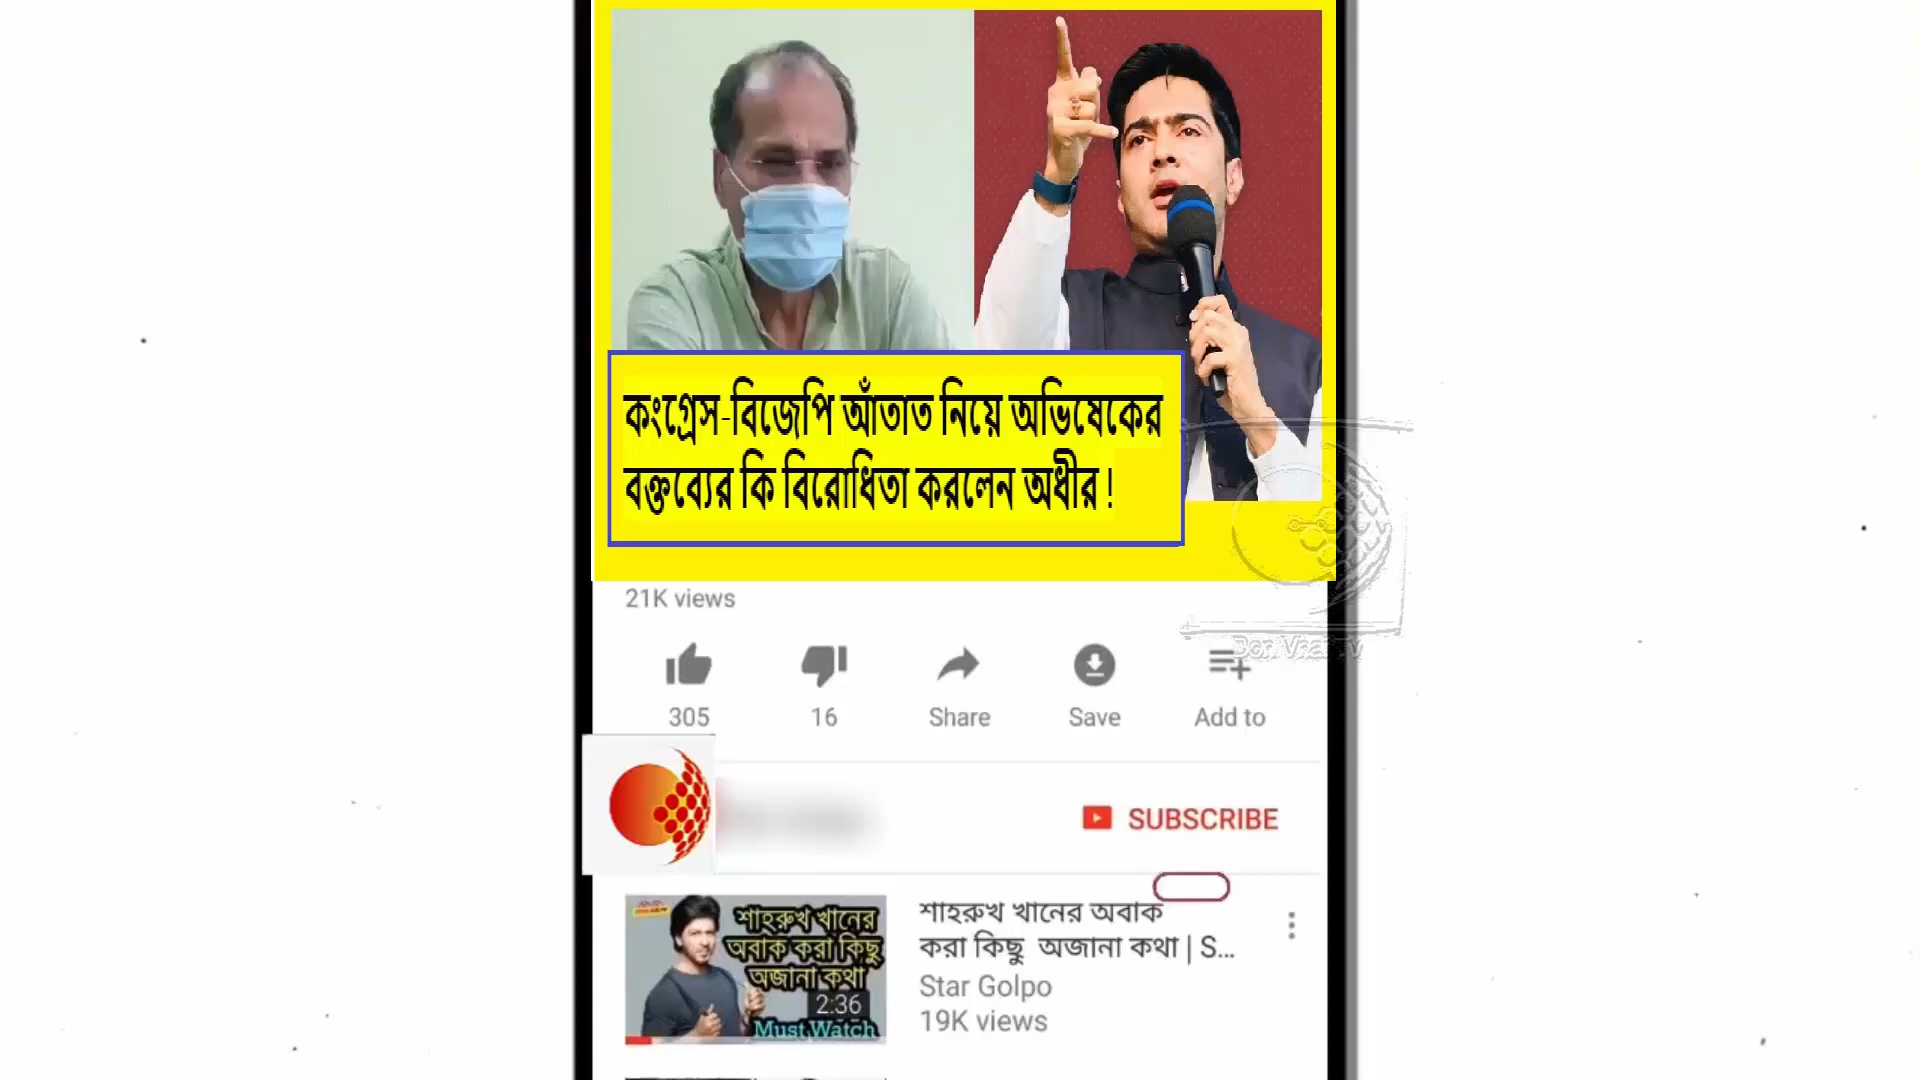 কংগ্রেস-বিজেপি আঁতাত নিয়ে অভিষেকের
বক্তব্যের কি বিরোধিতা করলেন অধীর!
21K views
305
16
Share
Save
Add to
SUBSCRIBE
শাহরুখ খানের
অবাক করা কিছু
অজানা কথা
2:36
Must Watch
শাহরুখ খানের অবাক
করা কিছু অজানা কথা | S...
Star Golpo
19K views